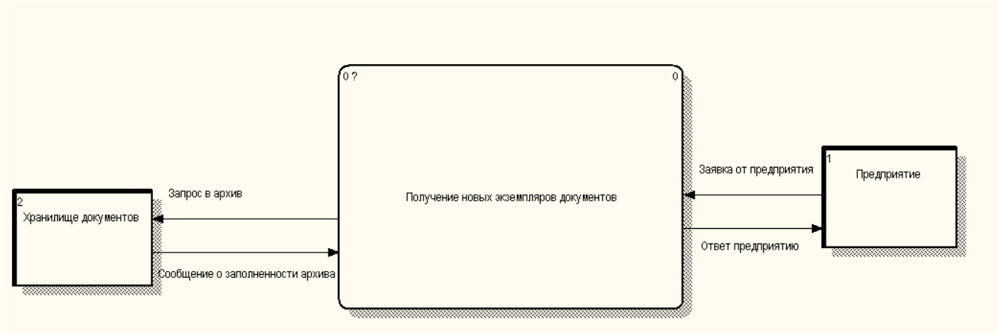 0 ?
0
1
Заявка от предприятия
Предприятие
2
Запрос в архив
Получение новых экземпляров документов
Хранилище документов
Ответ предприятию
Сообщение о заполненности архива